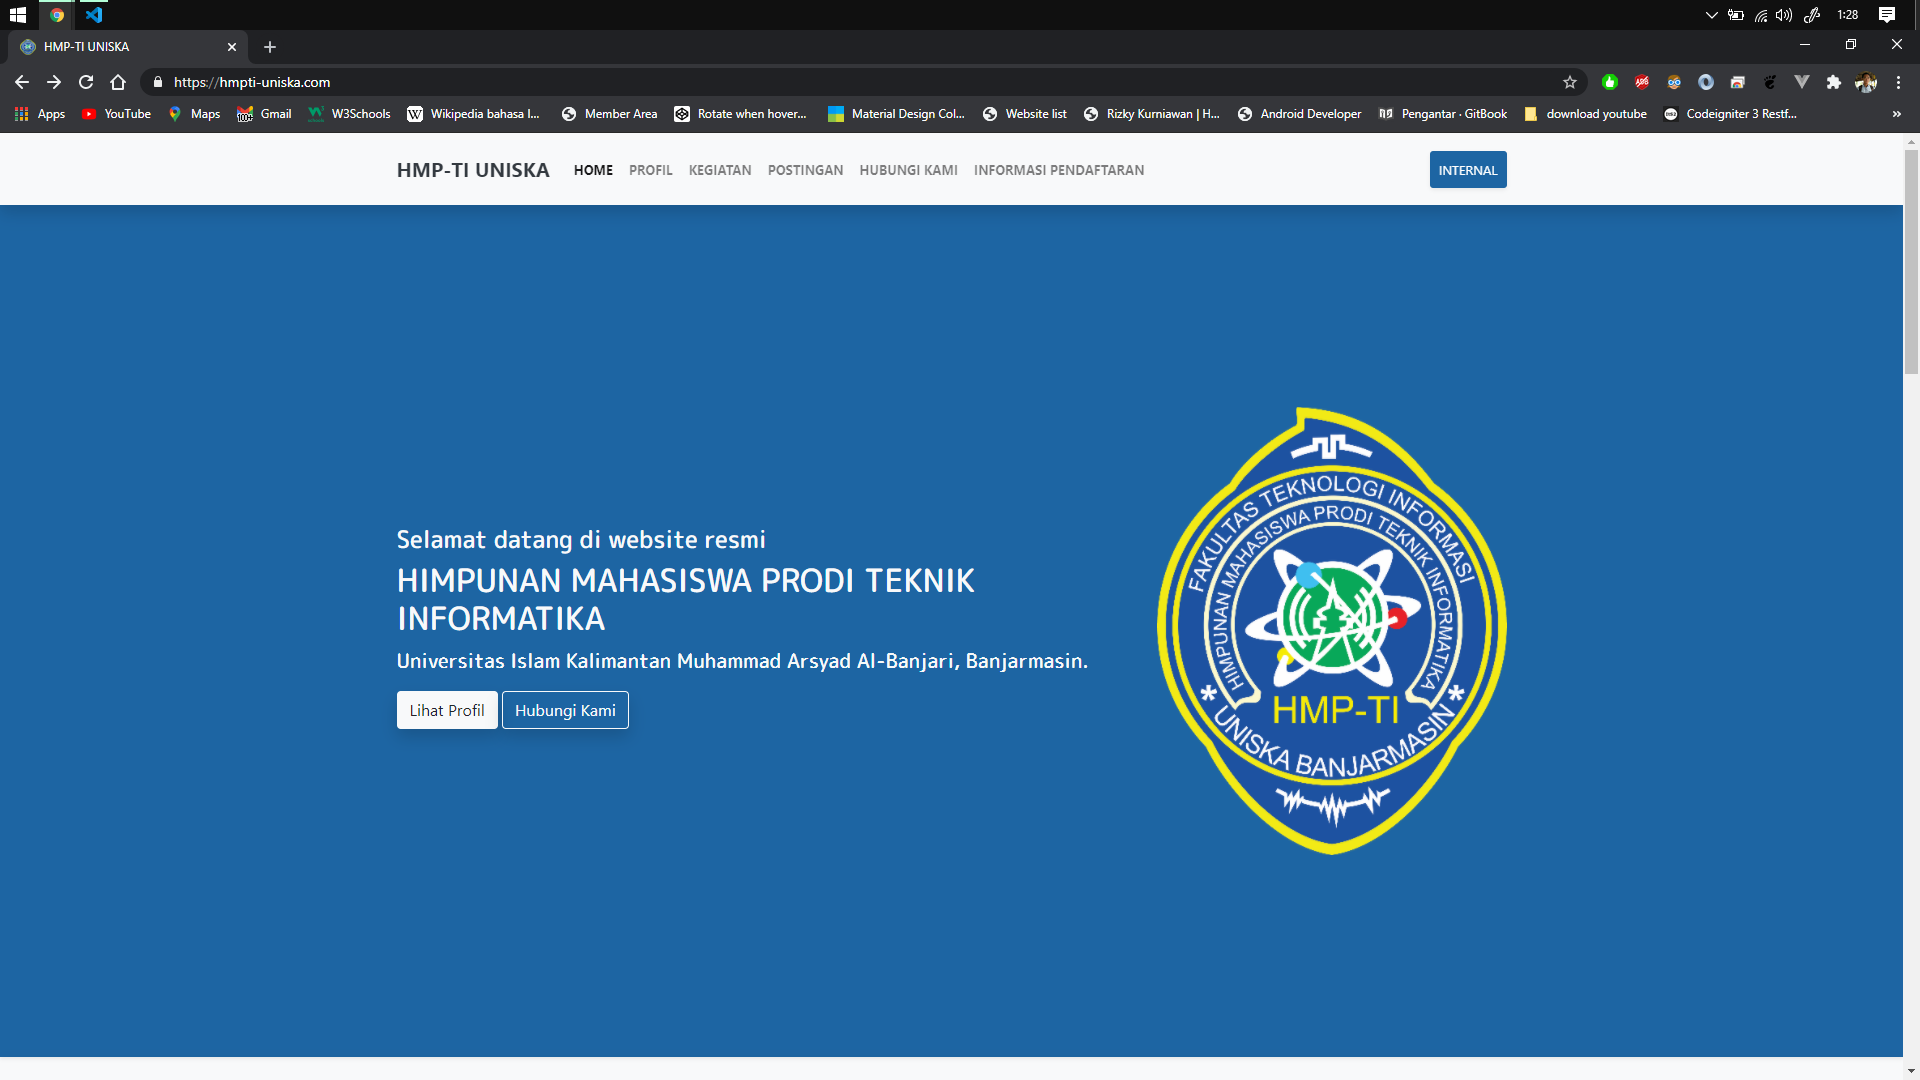 1:28
HMP-TI UNISKA
https://hmpti-uniska.com
Apps YouTube Maps Gmail W3Schools Wikipedia bahasa I... Member Area Rotate when hover... Material Design Col... Website list Rizky Kurniawan | H... Android Developer Pengantar · GitBook download youtube Codeigniter 3 Restf... »
HMP-TI UNISKA HOME PROFIL KEGIATAN POSTINGAN HUBUNGI KAMI INFORMASI PENDAFTARAN INTERNAL
Selamat datang di website resmi
HIMPUNAN MAHASISWA PRODI TEKNIK
INFORMATIKA
Universitas Islam Kalimantan Muhammad Arsyad Al-Banjari, Banjarmasin.
Lihat Profil Hubungi Kami
FAKULTAS TEKNOLOGI INFORMASI
HIMPUNAN MAHASISWA PRODI TEKNIK INFORMATIKA
HMP-TI
* UNISKA BANJARMASIN *